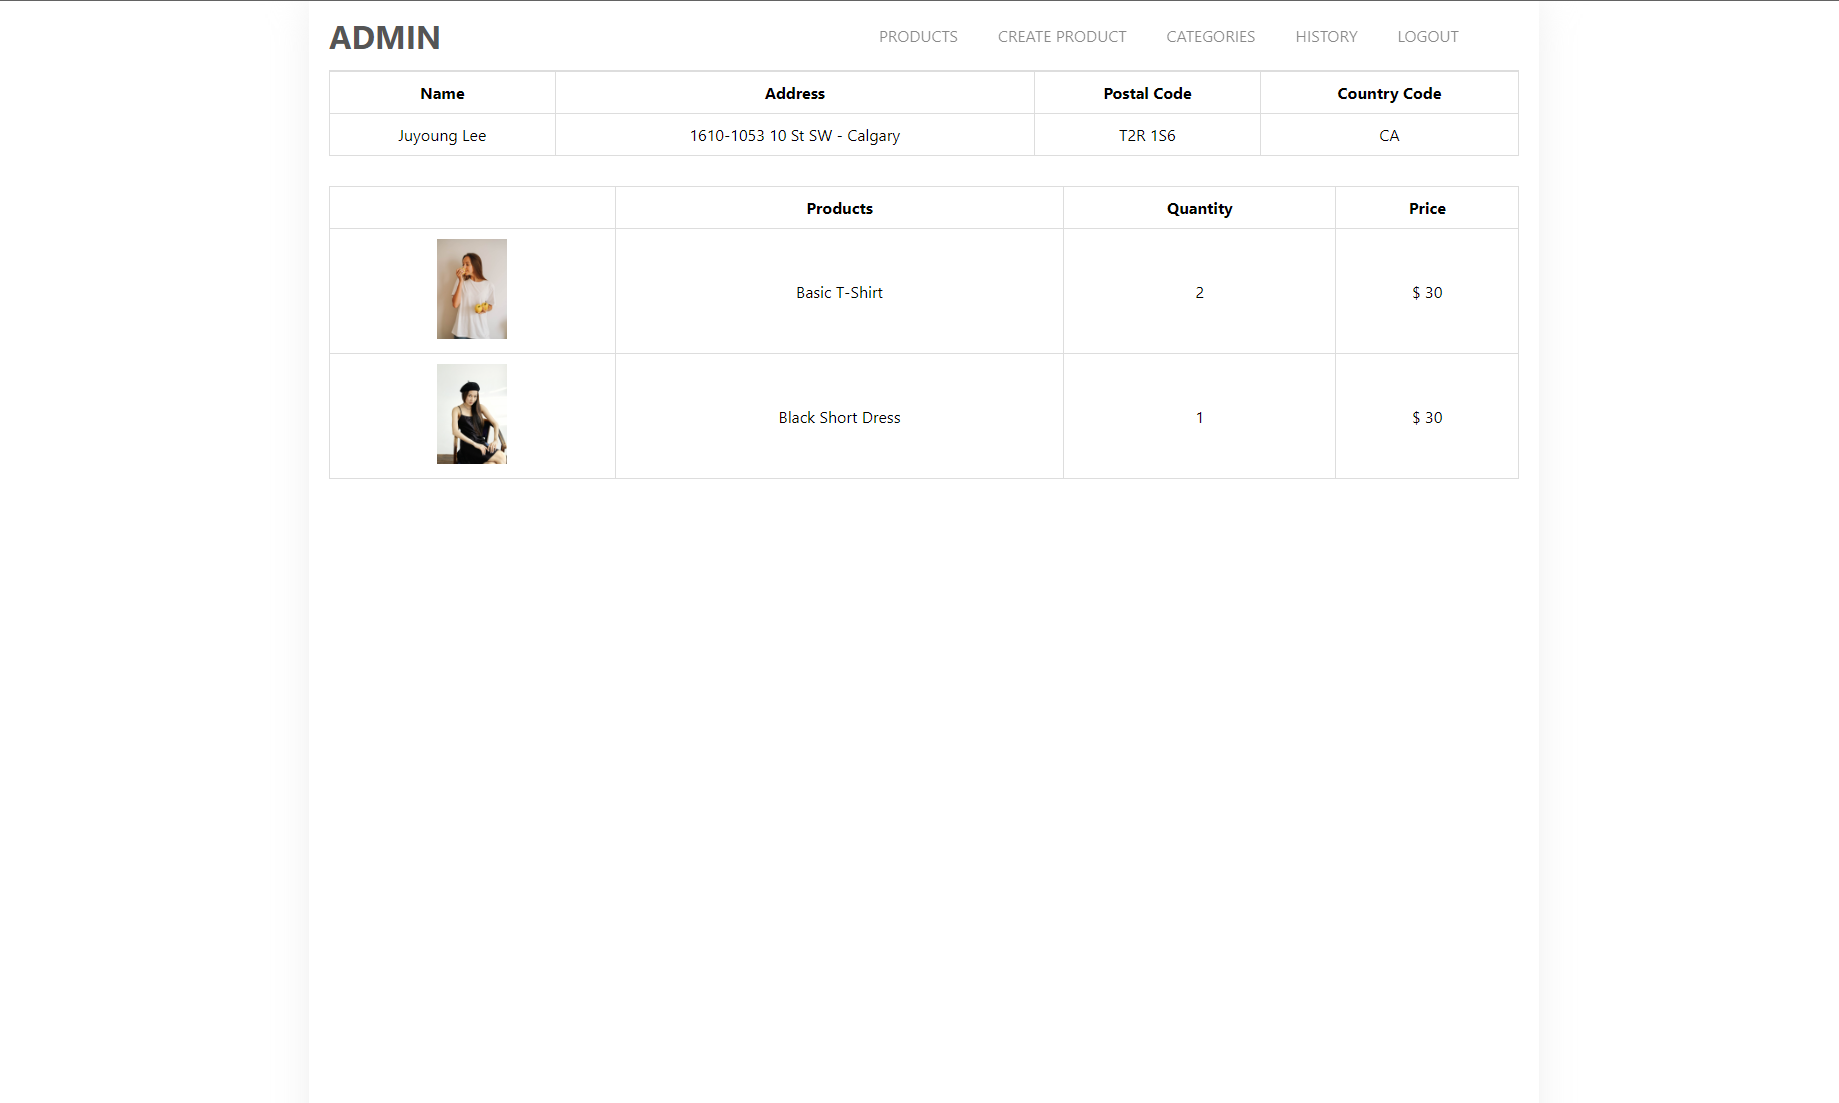 ADMIN PRODUCTS CREATE PRODUCT CATEGORIES HISTORY LOGOUT
Name Address Postal Code Country Code
Juyoung Lee 1610-1053 10 St SW - Calgary T2R 1S6 CA
Products Quantity Price
Basic T-Shirt 2 $ 30
Black Short Dress 1 $ 30